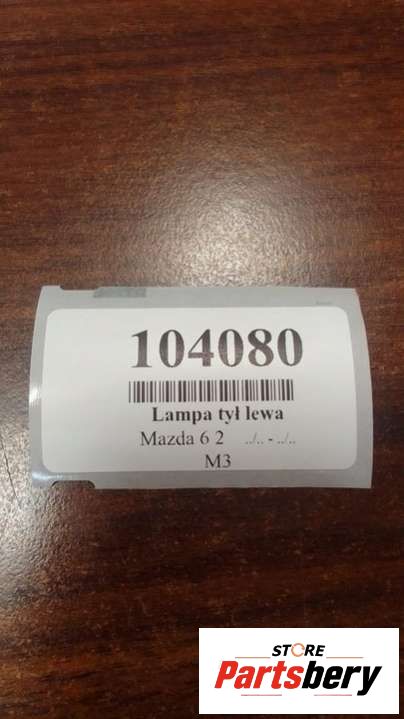 104080
Lampa tył lewa
Mazda 6 2 ../.. - ../..
M3
STORE
Partsbery